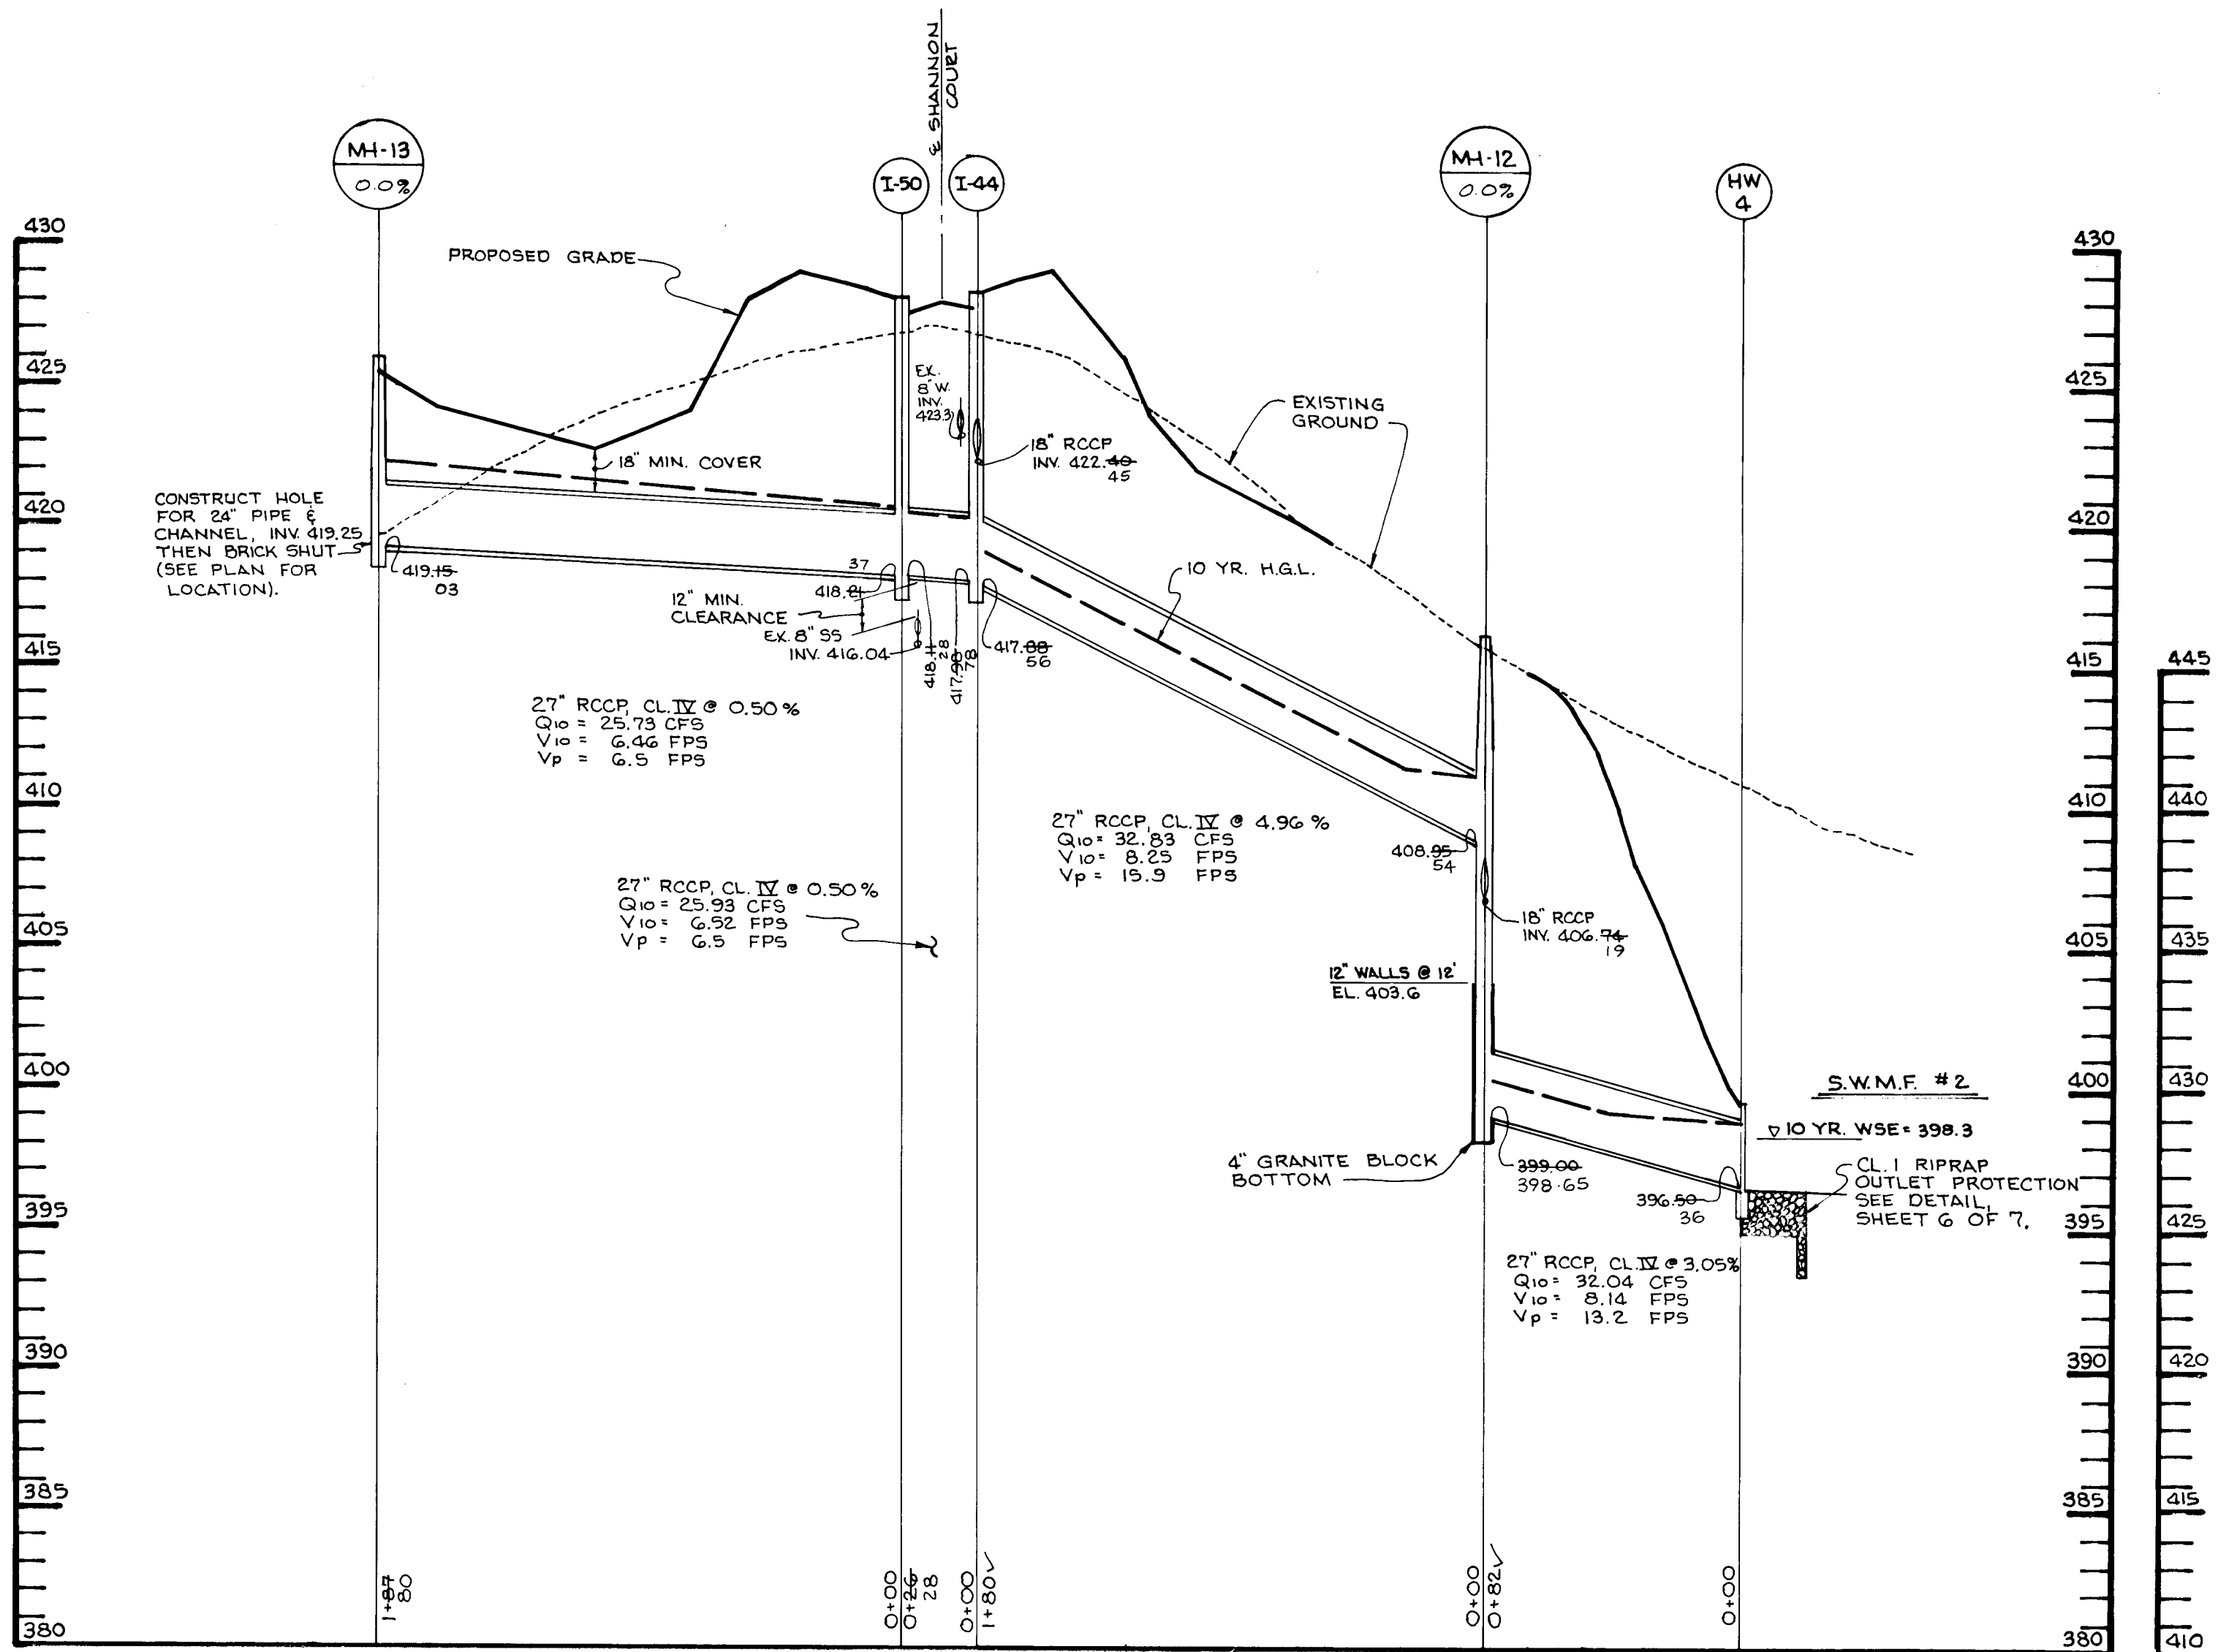 ℄ SHANNON
COURT
MH-13
0.0%
I-50
I-44
MH-12
0.0%
HW
4
430
425
420
415
410
405
400
395
390
385
380
PROPOSED GRADE
18" MIN. COVER
CONSTRUCT HOLE
FOR 24" PIPE &
CHANNEL, INV. 419.25
THEN BRICK SHUT
(SEE PLAN FOR
LOCATION).
419.15
03
37
418.21
12" MIN.
CLEARANCE
EX. 8" SS
INV. 416.04
418.11
28
417.98
78
417.88
56
EX.
8" W.
INV.
423.3
18" RCCP
INV. 422.40
45
EXISTING
GROUND
10 YR. H.G.L.
27" RCCP, CL. IV @ 0.50%
Q10 = 25.73 CFS
V10 = 6.46 FPS
Vp = 6.5 FPS
27" RCCP, CL. IV @ 0.50%
Q10 = 25.93 CFS
V10 = 6.52 FPS
Vp = 6.5 FPS
27" RCCP, CL. IV @ 4.96%
Q10 = 32.83 CFS
V10 = 8.25 FPS
Vp = 15.9 FPS
408.95
54
18" RCCP
INV. 406.74
19
12" WALLS @ 12'
EL. 403.6
4" GRANITE BLOCK
BOTTOM
399.00
398.65
396.50
36
S.W.M.F. #2
▽ 10 YR. WSE = 398.3
CL. I RIPRAP
OUTLET PROTECTION
SEE DETAIL,
SHEET 6 OF 7.
27" RCCP, CL. IV @ 3.05%
Q10 = 32.04 CFS
V10 = 8.14 FPS
Vp = 13.2 FPS
1+87
80
0+00
0+26
28
0+00
1+80✓
0+00
0+82✓
0+00
430
425
420
415
410
405
400
395
390
385
380
445
440
435
430
425
420
415
410